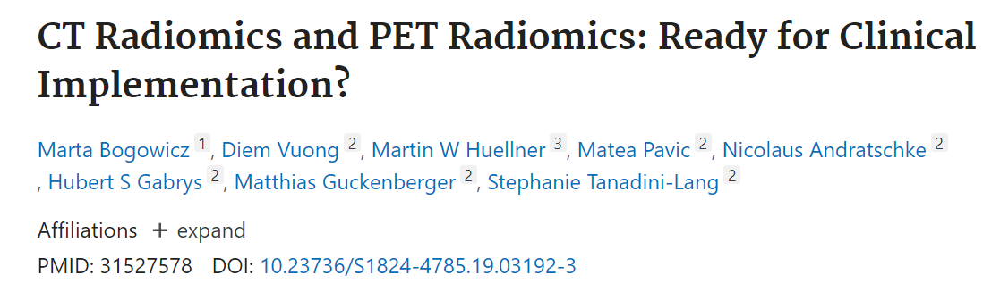 CT Radiomics and PET Radiomics: Ready for Clinical
Implementation?
Marta Bogowicz 1, Diem Vuong 2, Martin W Huellner 3, Matea Pavic 2, Nicolaus Andratschke 2
, Hubert S Gabrys 2, Matthias Guckenberger 2, Stephanie Tanadini-Lang 2
Affiliations + expand
PMID: 31527578 DOI: 10.23736/S1824-4785.19.03192-3